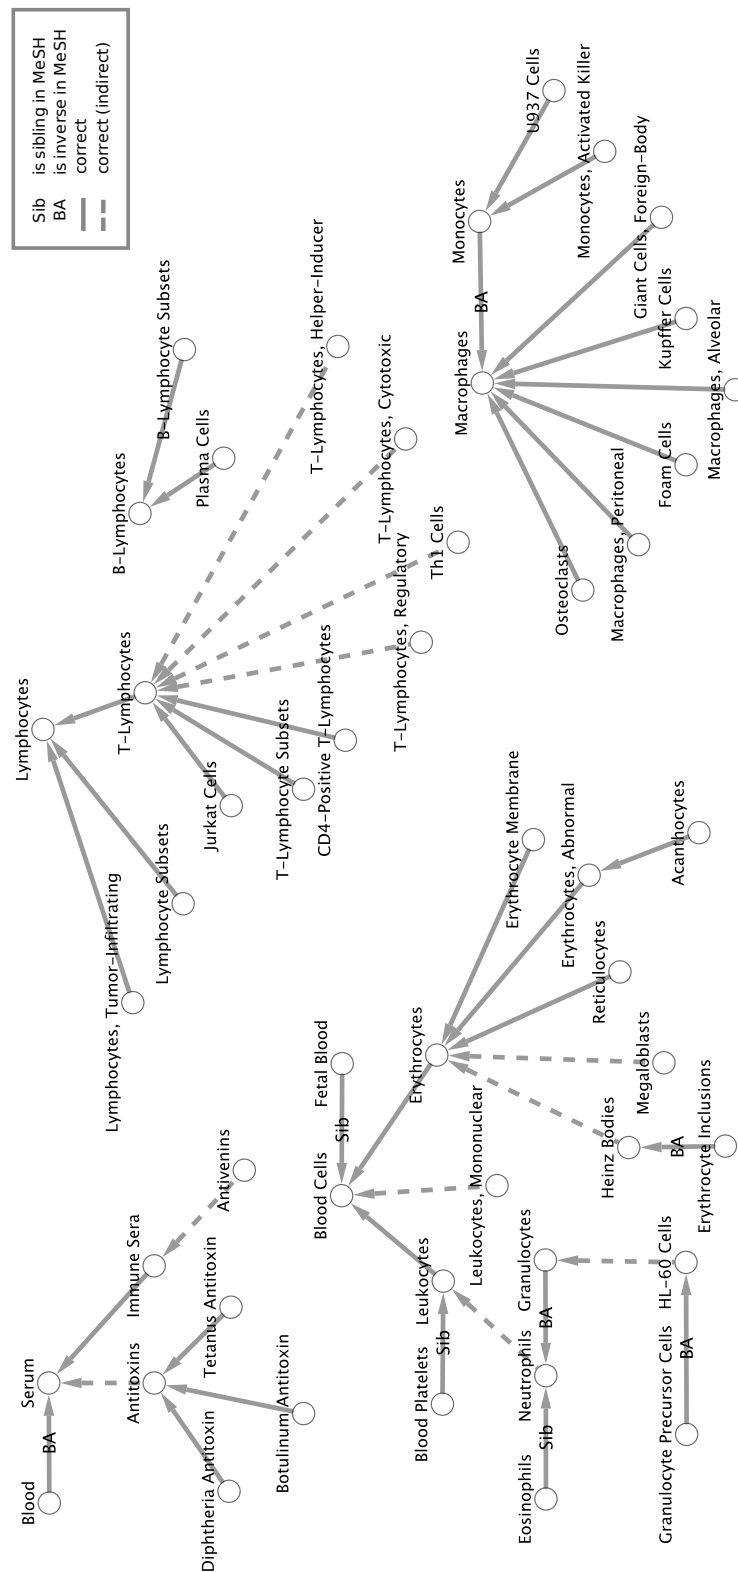 Sib is sibling in MeSH
BA is inverse in MeSH
correct
correct (indirect)
Blood
BA
Serum
Antitoxins
Immune Sera
Antivenins
Diphtheria Antitoxin
Tetanus Antitoxin
Botulinum Antitoxin
Lymphocytes
Lymphocytes, Tumor-Infiltrating
Lymphocyte Subsets
T-Lymphocytes
Jurkat Cells
T-Lymphocyte Subsets
CD4-Positive T-Lymphocytes
T-Lymphocytes, Regulatory
Th1 Cells
T-Lymphocytes, Cytotoxic
T-Lymphocytes, Helper-Inducer
B-Lymphocytes
Plasma Cells
B-Lymphocyte Subsets
Blood Cells
Sib
Fetal Blood
Erythrocytes
Erythrocyte Membrane
Erythrocytes, Abnormal
Acanthocytes
Reticulocytes
Megaloblasts
Heinz Bodies
BA
Erythrocyte Inclusions
Leukocytes, Mononuclear
Leukocytes
Sib
Blood Platelets
Granulocytes
BA
Neutrophils
Sib
Eosinophils
HL-60 Cells
BA
Granulocyte Precursor Cells
Macrophages
BA
Monocytes
U937 Cells
Monocytes, Activated Killer
Giant Cells, Foreign-Body
Kupffer Cells
Macrophages, Alveolar
Foam Cells
Macrophages, Peritoneal
Osteoclasts